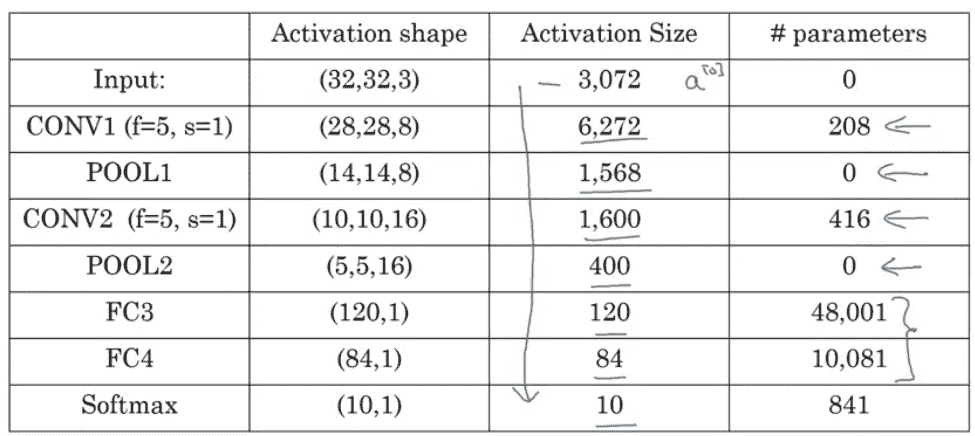 Activation shape Activation Size # parameters
Input: (32,32,3) – 3,072 a[0] 0
CONV1 (f=5, s=1) (28,28,8) 6,272 208 ←
POOL1 (14,14,8) 1,568 0 ←
CONV2 (f=5, s=1) (10,10,16) 1,600 416 ←
POOL2 (5,5,16) 400 0 ←
FC3 (120,1) 120 48,001 }
FC4 (84,1) 84 10,081
Softmax (10,1) 10 841